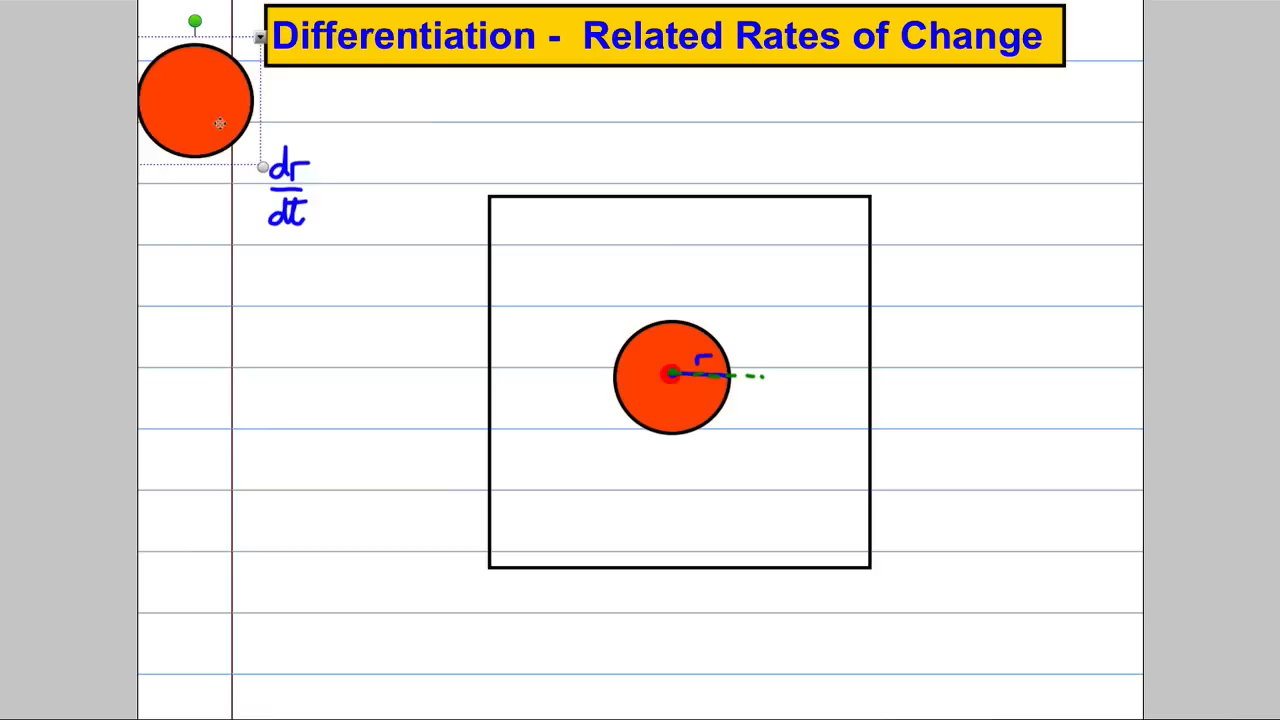 Differentiation - Related Rates of Change
dr
dt
r